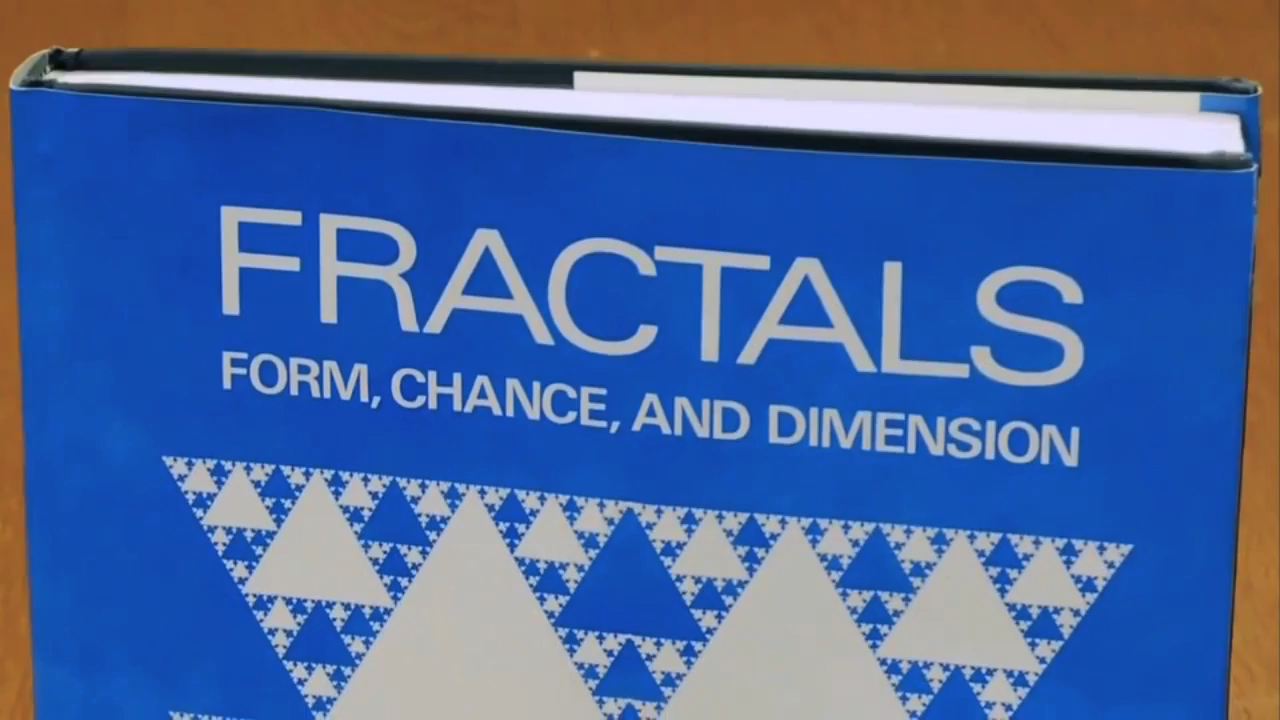 FRACTALS
FORM, CHANCE, AND DIMENSION